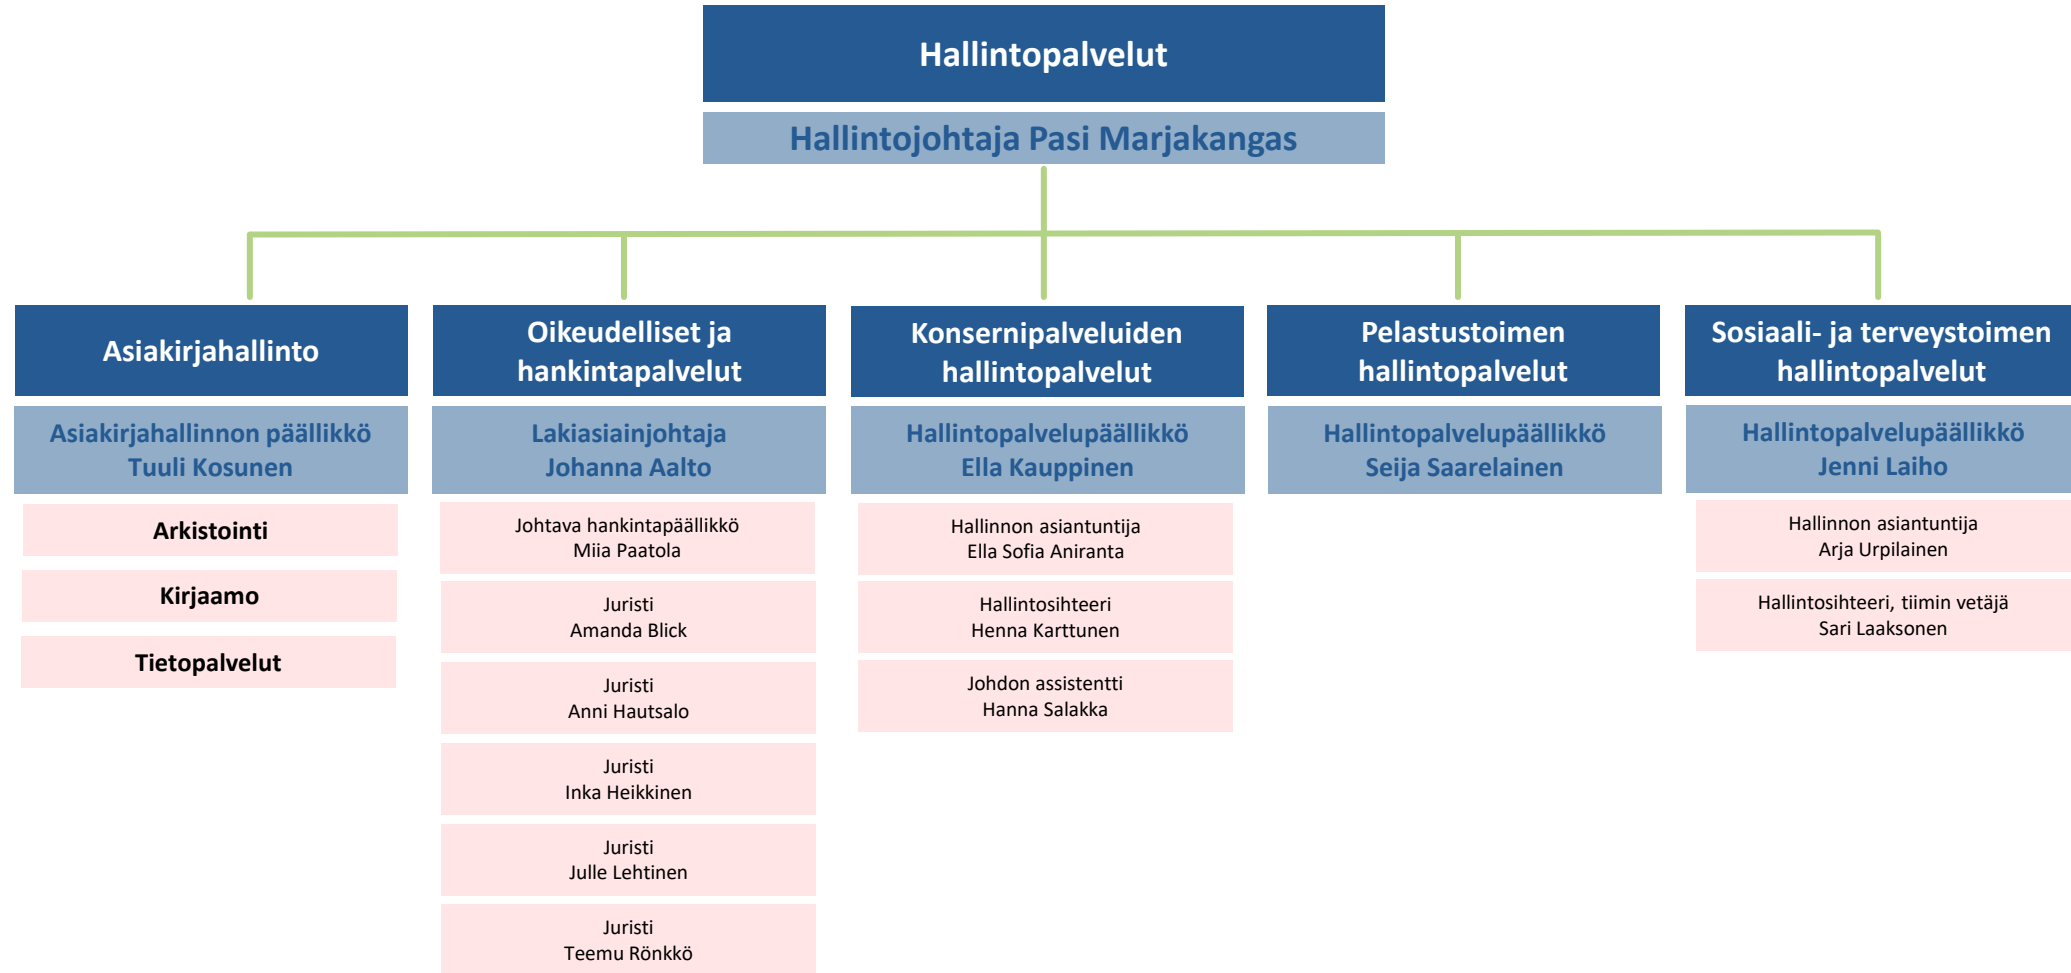 Hallintopalvelut
Hallintojohtaja Pasi Marjakangas
Asiakirjahallinto
Asiakirjahallinnon päällikkö
Tuuli Kosunen
Arkistointi
Kirjaamo
Tietopalvelut
Oikeudelliset ja
hankintapalvelut
Lakiasiainjohtaja
Johanna Aalto
Johtava hankintapäällikkö
Miia Paatola
Juristi
Amanda Blick
Juristi
Anni Hautsalo
Juristi
Inka Heikkinen
Juristi
Julle Lehtinen
Juristi
Teemu Rönkkö
Konsernipalveluiden
hallintopalvelut
Hallintopalvelupäällikkö
Ella Kauppinen
Hallinnon asiantuntija
Ella Sofia Aniranta
Hallintosihteeri
Henna Karttunen
Johdon assistentti
Hanna Salakka
Pelastustoimen
hallintopalvelut
Hallintopalvelupäällikkö
Seija Saarelainen
Sosiaali- ja terveystoimen
hallintopalvelut
Hallintopalvelupäällikkö
Jenni Laiho
Hallinnon asiantuntija
Arja Urpilainen
Hallintosihteeri, tiimin vetäjä
Sari Laaksonen